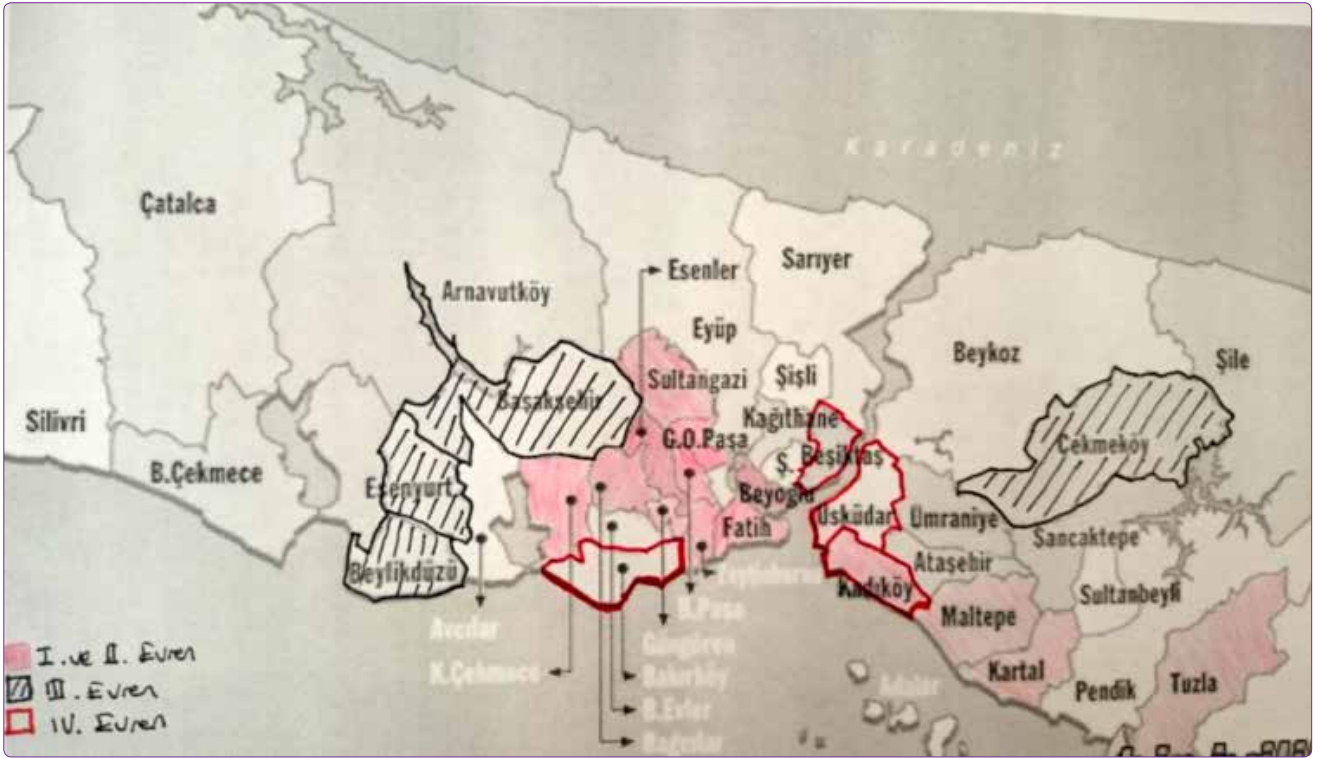 Karadeniz
Çatalca
Sarıyer
Esenler
Arnavutköy
Eyüp
Beykoz
Şile
Sultangazi
Şişli
Başakşehir
Silivri
Kağıthane
G.O.Paşa
Çekmeköy
B.Çekmece
Ş.
Beşiktaş
Esenyurt
Beyoğlu
Üsküdar
Ümraniye
Fatih
Sancaktepe
Ataşehir
Beylikdüzü
Kadıköy
Sultanbeyli
B.Paşa
Maltepe
Avcılar
Güngören
I. ve II. Evren
K.Çekmece
Bakırköy
Kartal
Tuzla
Adalar
Pendik
III. Evren
B.Evler
IV. Evren
Bağcılar